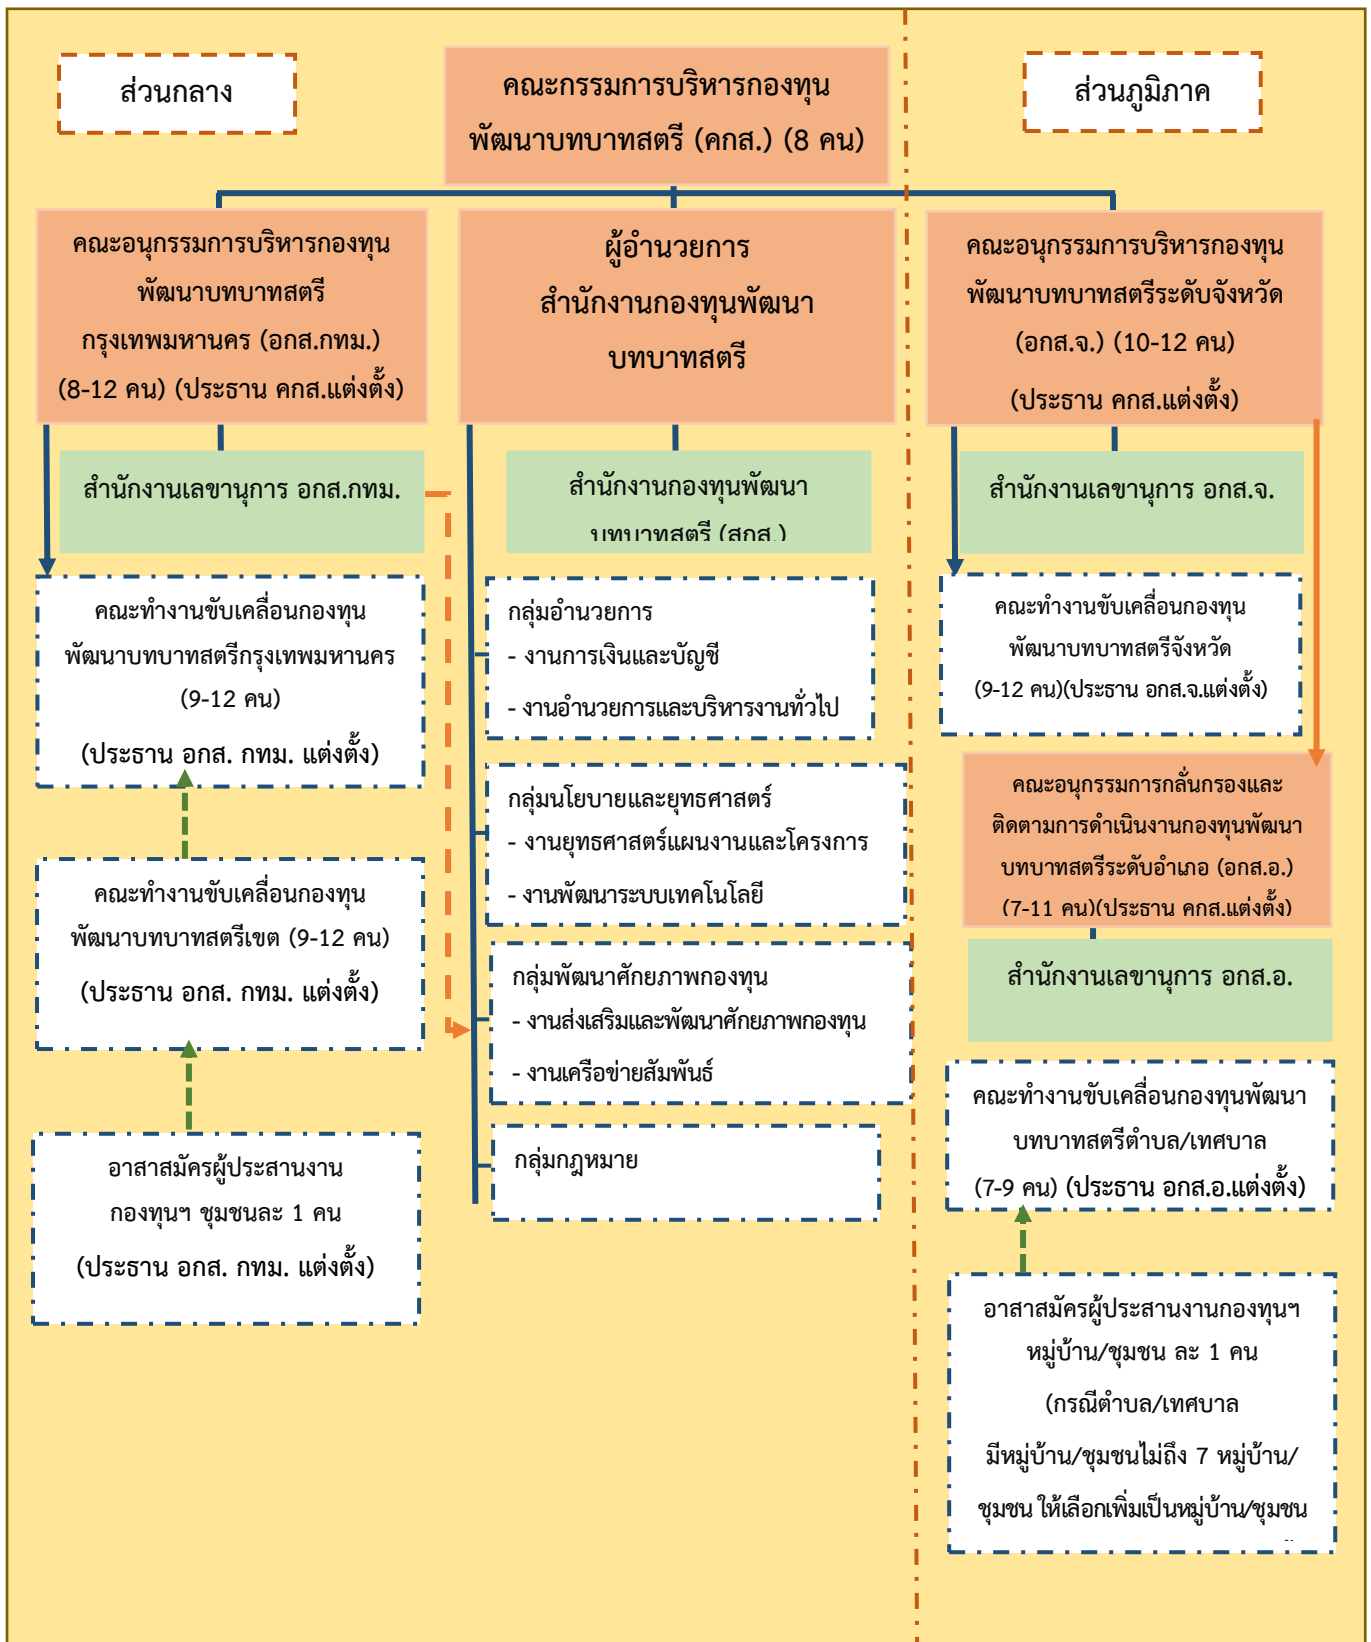 ส่วนกลาง
คณะกรรมการบริหารกองทุน
พัฒนาบทบาทสตรี (คกส.) (8 คน)
ส่วนภูมิภาค
คณะอนุกรรมการบริหารกองทุน
พัฒนาบทบาทสตรี
กรุงเทพมหานคร (อกส.กทม.)
(8-12 คน) (ประธาน คกส.แต่งตั้ง)
ผู้อำนวยการ
สำนักงานกองทุนพัฒนา
บทบาทสตรี
คณะอนุกรรมการบริหารกองทุน
พัฒนาบทบาทสตรีระดับจังหวัด
(อกส.จ.) (10-12 คน)
(ประธาน คกส.แต่งตั้ง)
สำนักงานเลขานุการ อกส.กทม.
สำนักงานกองทุนพัฒนา
บทบาทสตรี (สกส.)
สำนักงานเลขานุการ อกส.จ.
คณะทำงานขับเคลื่อนกองทุน
พัฒนาบทบาทสตรีกรุงเทพมหานคร
(9-12 คน)
(ประธาน อกส. กทม. แต่งตั้ง)
คณะทำงานขับเคลื่อนกองทุน
พัฒนาบทบาทสตรีเขต (9-12 คน)
(ประธาน อกส. กทม. แต่งตั้ง)
อาสาสมัครผู้ประสานงาน
กองทุนฯ ชุมชนละ 1 คน
(ประธาน อกส. กทม. แต่งตั้ง)
กลุ่มอำนวยการ
- งานการเงินและบัญชี
- งานอำนวยการและบริหารงานทั่วไป
กลุ่มนโยบายและยุทธศาสตร์
- งานยุทธศาสตร์แผนงานและโครงการ
- งานพัฒนาระบบเทคโนโลยี
กลุ่มพัฒนาศักยภาพกองทุน
- งานส่งเสริมและพัฒนาศักยภาพกองทุน
- งานเครือข่ายสัมพันธ์
กลุ่มกฎหมาย
คณะทำงานขับเคลื่อนกองทุน
พัฒนาบทบาทสตรีจังหวัด
(9-12 คน)(ประธาน อกส.จ.แต่งตั้ง)
คณะอนุกรรมการกลั่นกรองและ
ติดตามการดำเนินงานกองทุนพัฒนา
บทบาทสตรีระดับอำเภอ (อกส.อ.)
(7-11 คน)(ประธาน คกส.แต่งตั้ง)
สำนักงานเลขานุการ อกส.อ.
คณะทำงานขับเคลื่อนกองทุนพัฒนา
บทบาทสตรีตำบล/เทศบาล
(7-9 คน) (ประธาน อกส.อ.แต่งตั้ง)
อาสาสมัครผู้ประสานงานกองทุนฯ
หมู่บ้าน/ชุมชน ละ 1 คน
(กรณีตำบล/เทศบาล
มีหมู่บ้าน/ชุมชนไม่ถึง 7 หมู่บ้าน/
ชุมชน ให้เลือกเพิ่มเป็นหมู่บ้าน/ชุมชน